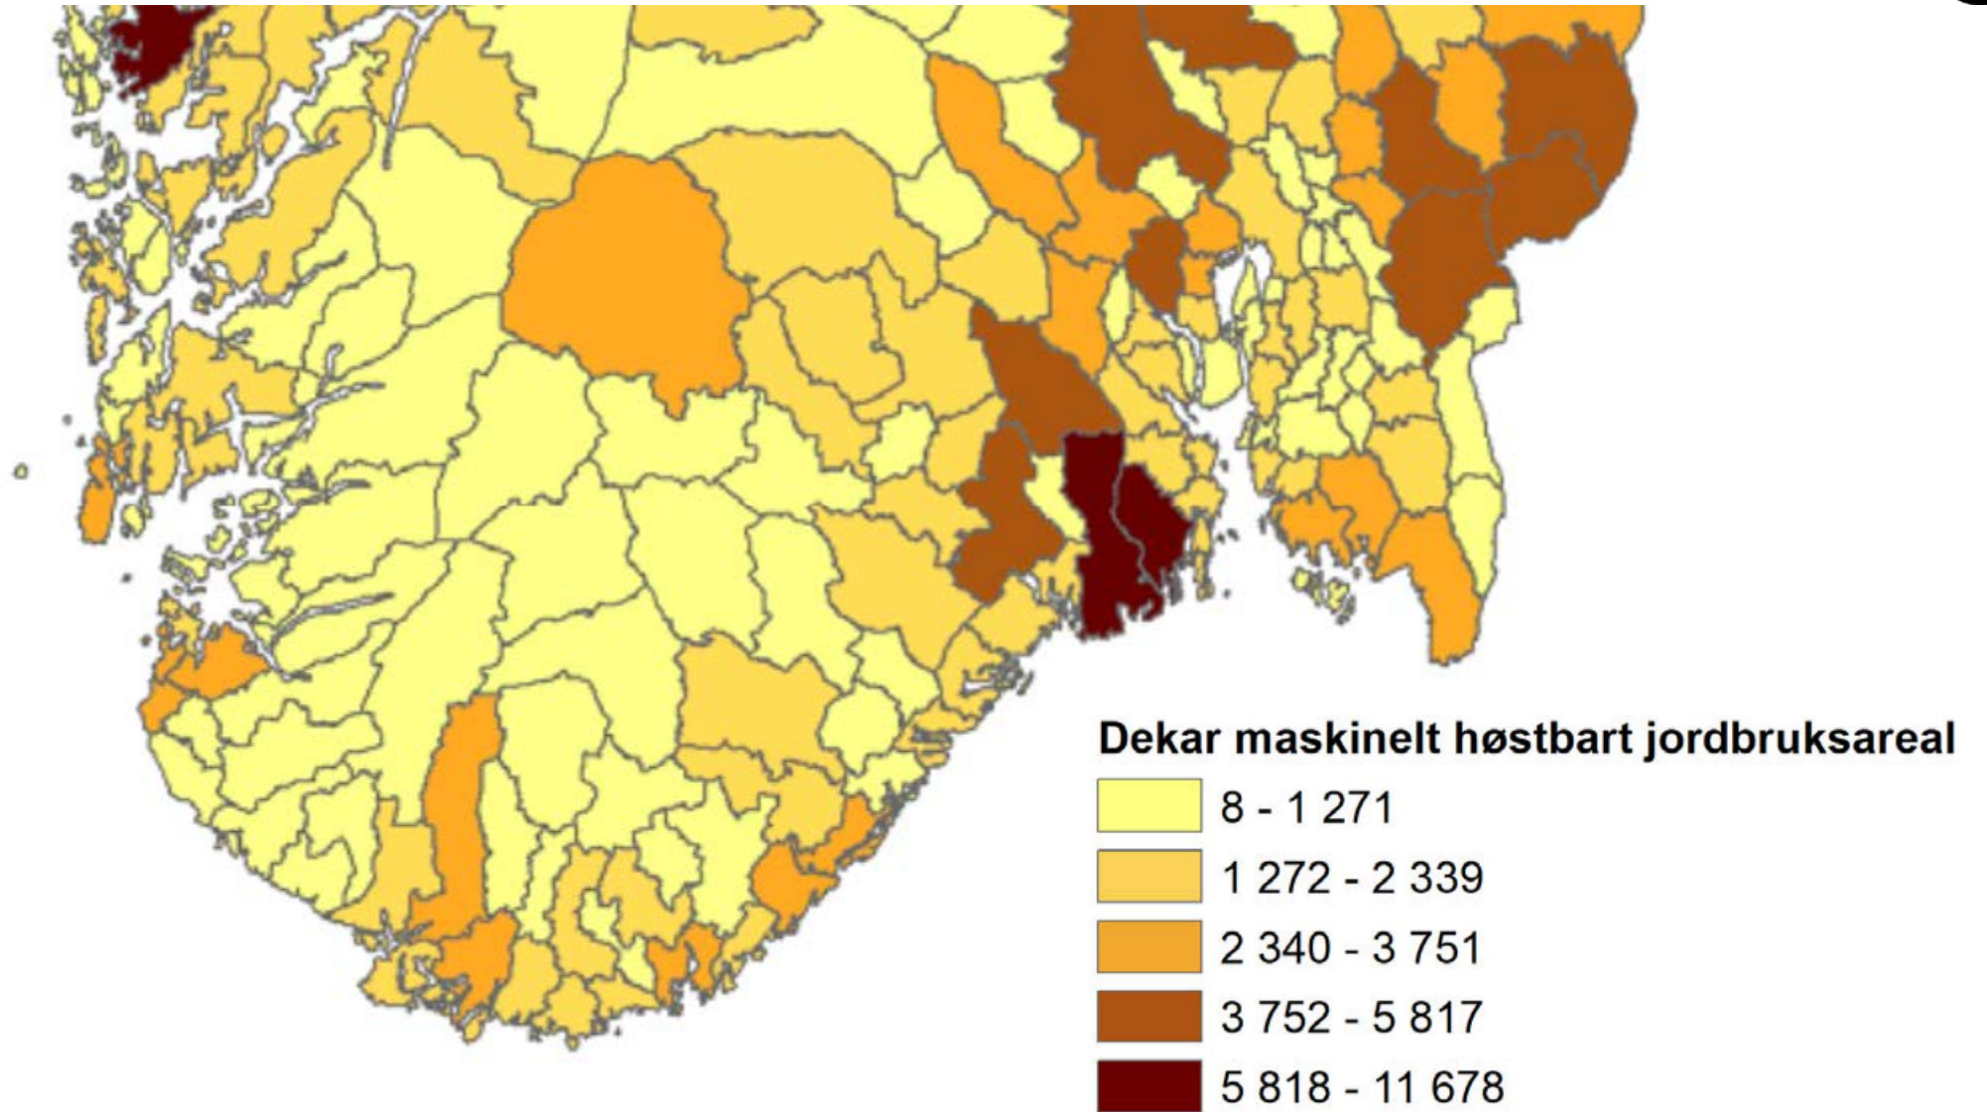 Dekar maskinelt høstbart jordbruksareal
8 - 1 271
1 272 - 2 339
2 340 - 3 751
3 752 - 5 817
5 818 - 11 678